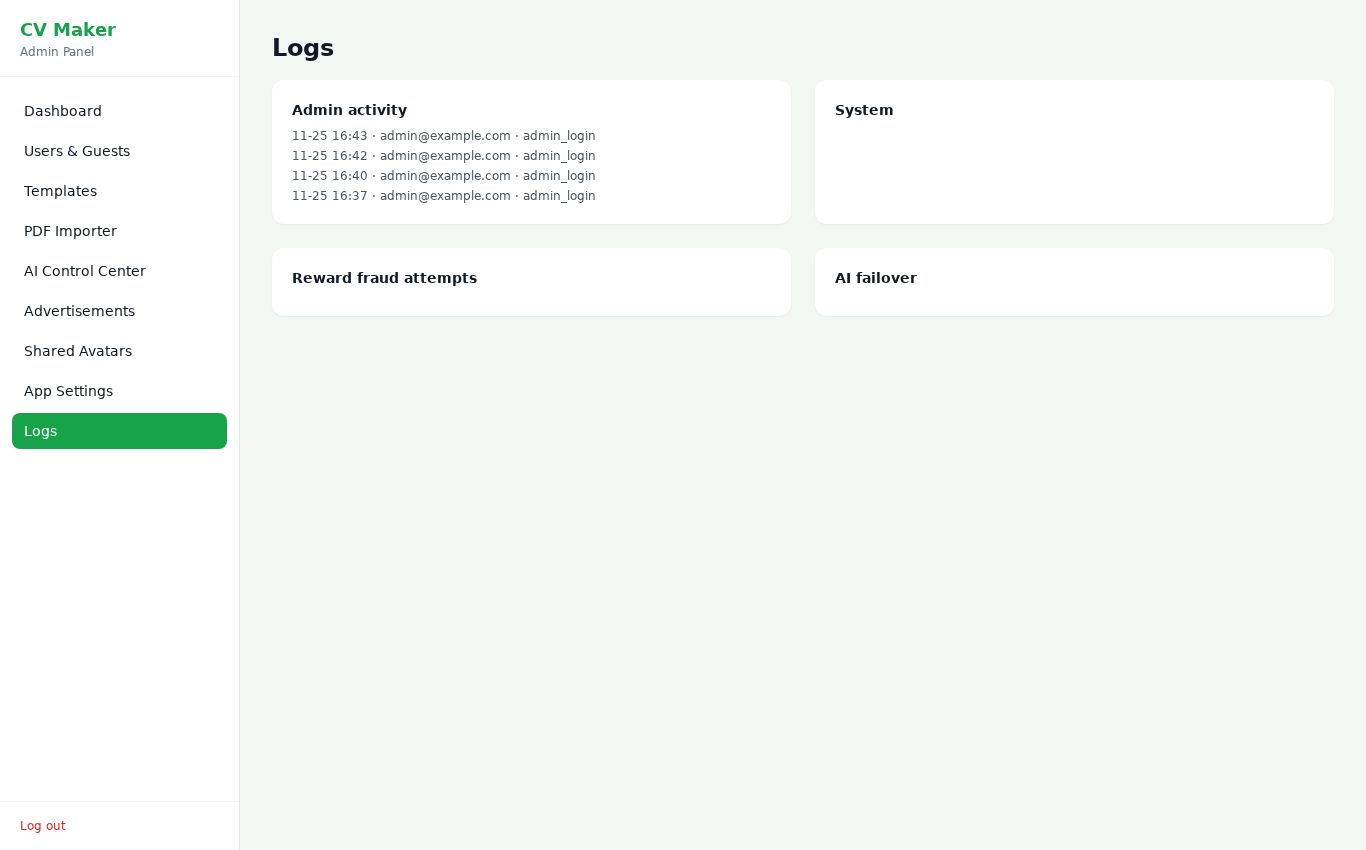 CV Maker
Admin Panel
Dashboard
Users & Guests
Templates
PDF Importer
AI Control Center
Advertisements
Shared Avatars
App Settings
Logs
Log out
Logs
Admin activity
11-25 16:43 · admin@example.com · admin_login
11-25 16:42 · admin@example.com · admin_login
11-25 16:40 · admin@example.com · admin_login
11-25 16:37 · admin@example.com · admin_login
System
Reward fraud attempts
AI failover